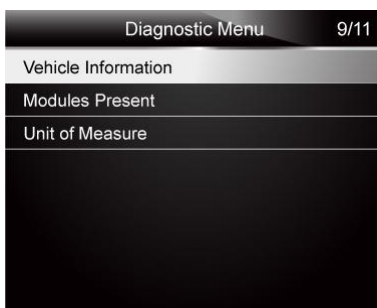 Diagnostic Menu 9/11
Vehicle Information
Modules Present
Unit of Measure